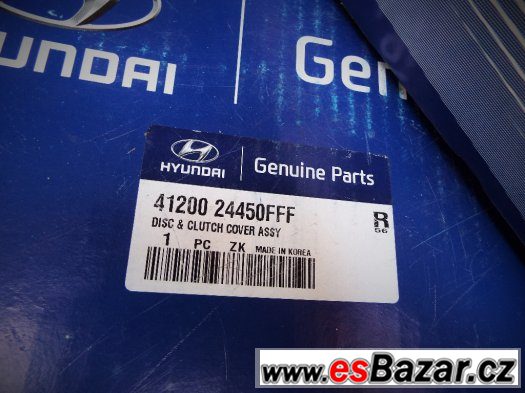 HYUNDAI
Gen
HYUNDAI
Genuine Parts
41200 24450FFF
DISC & CLUTCH COVER ASSY
1 PC ZK MADE IN KOREA
R
56
www.esBazar.cz